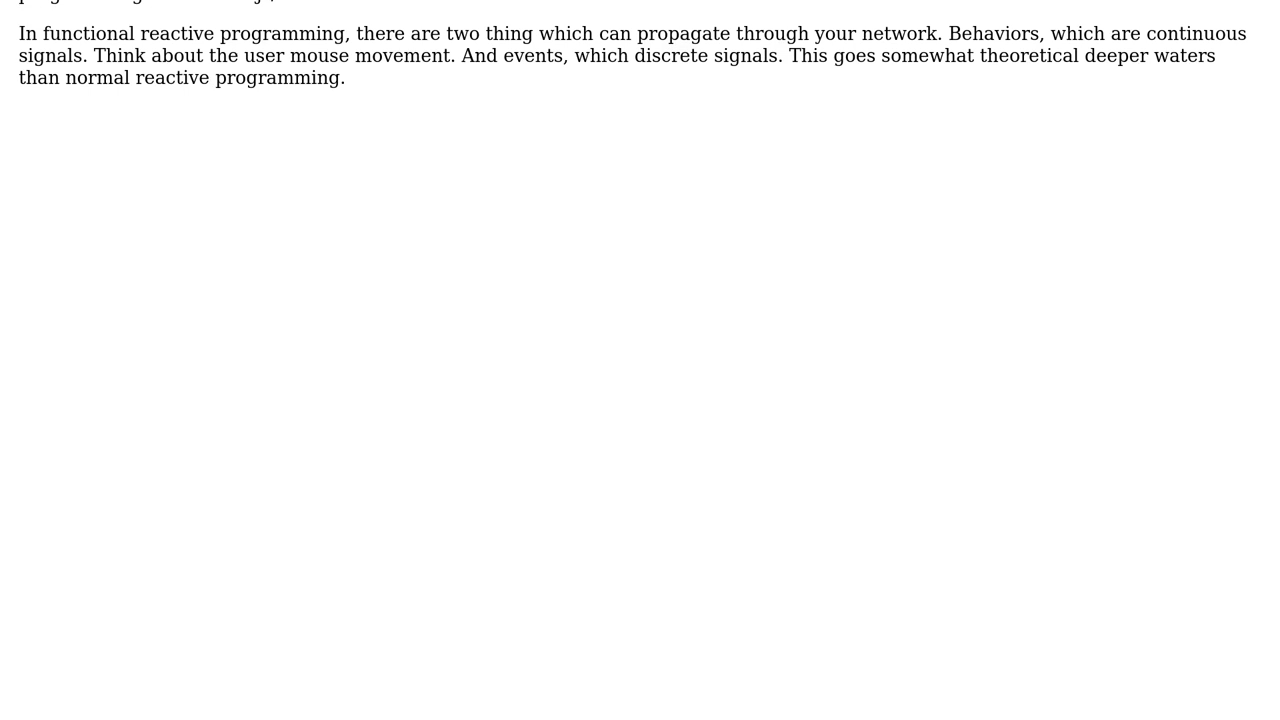 In functional reactive programming, there are two thing which can propagate through your network. Behaviors, which are continuous
signals. Think about the user mouse movement. And events, which discrete signals. This goes somewhat theoretical deeper waters
than normal reactive programming.